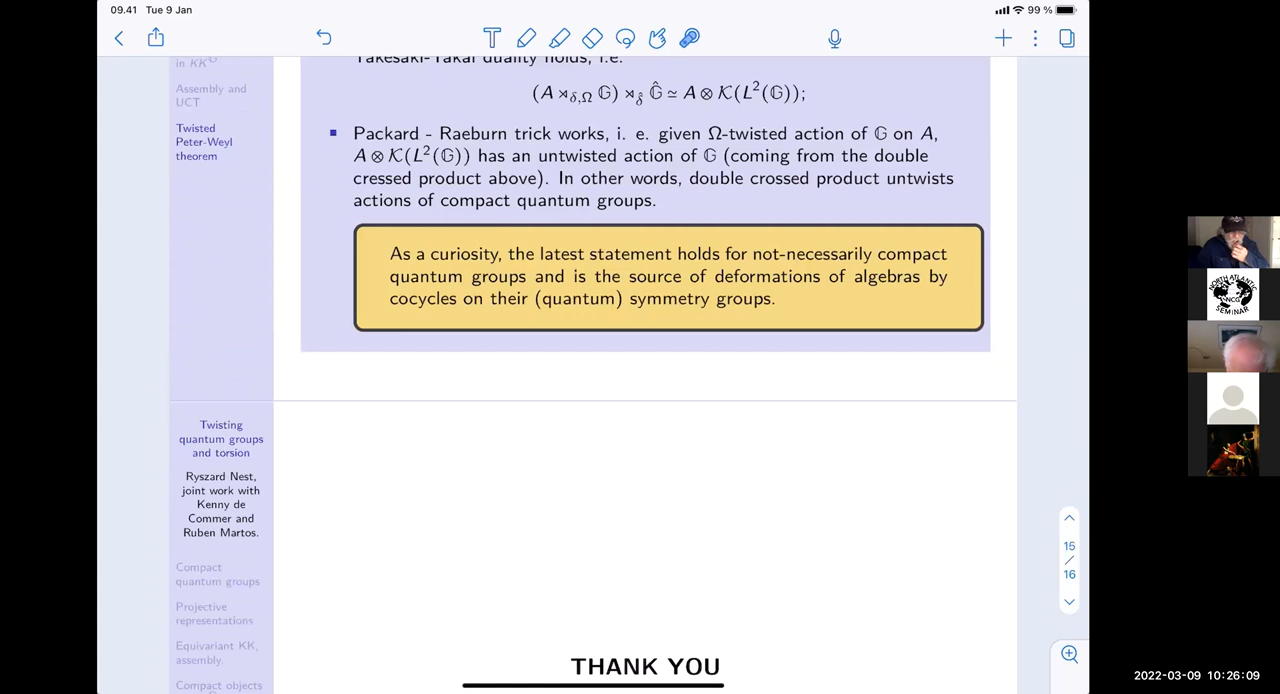 09.41 Tue 9 Jan
99 %
in KK^𝔾
Assembly and
UCT
Twisted
Peter-Weyl
theorem
Takesaki-Takai duality holds, i.e.
(A ⋊_{δ,Ω} 𝔾) ⋊_{δ̂} 𝔾̂ ≃ A ⊗ 𝒦(L²(𝔾));
▪ Packard - Raeburn trick works, i. e. given Ω-twisted action of 𝔾 on A,
A ⊗ 𝒦(L²(𝔾)) has an untwisted action of 𝔾 (coming from the double
cressed product above). In other words, double crossed product untwists
actions of compact quantum groups.
As a curiosity, the latest statement holds for not-necessarily compact
quantum groups and is the source of deformations of algebras by
cocycles on their (quantum) symmetry groups.
Twisting
quantum groups
and torsion
Ryszard Nest,
joint work with
Kenny de
Commer and
Ruben Martos.
Compact
quantum groups
Projective
representations
Equivariant KK,
assembly.
Compact objects
THANK YOU
15
/
16
NORTH ATLANTIC
NCG
SEMINAR
2022-03-09 10:26:09